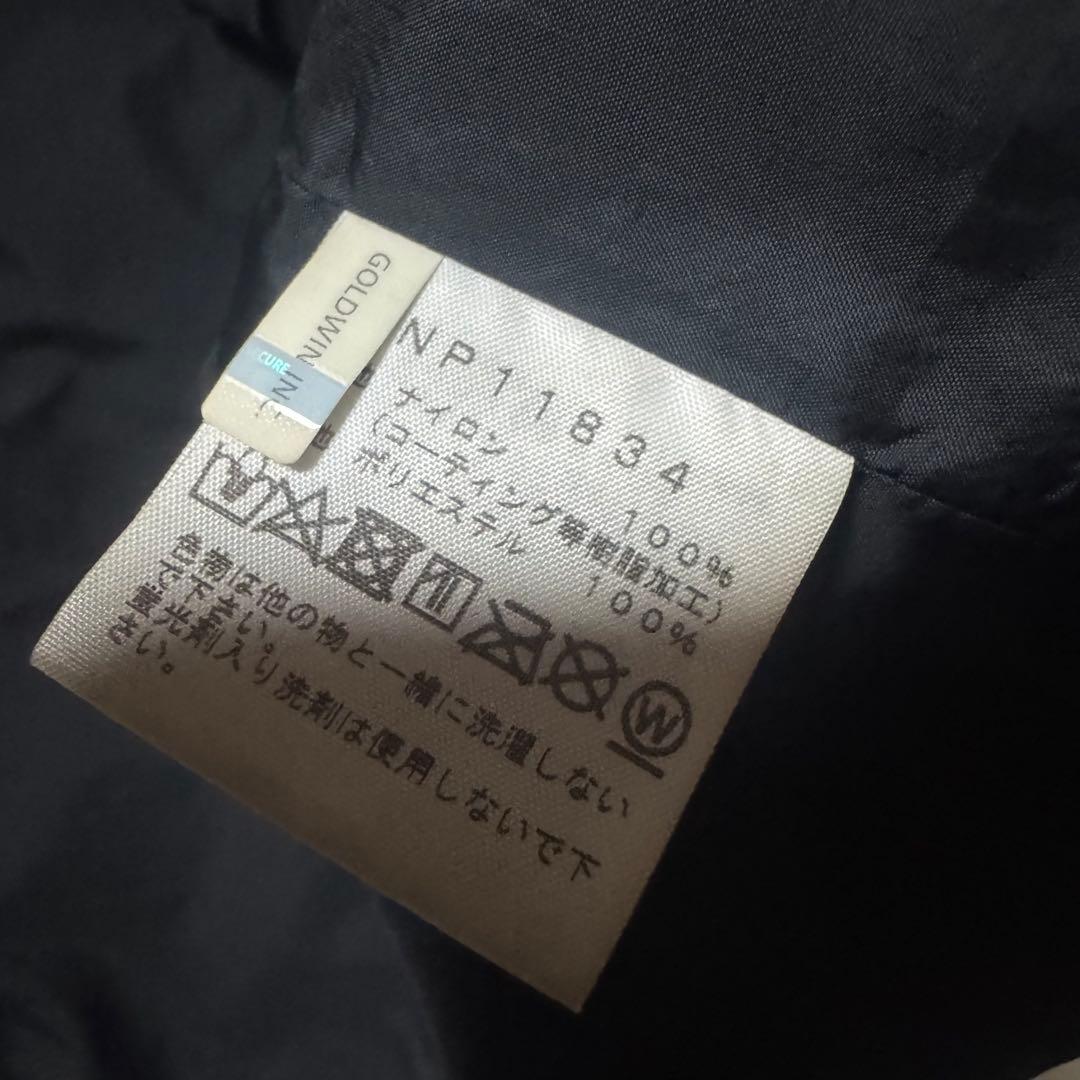 GOLDWIN IN
CURE
NP11834
地 ナイロン 100%
(コーティング等樹脂加工)
地 ポリエステル 100%
W
色物は他の物と一緒に洗濯しない
で下さい。
蛍光剤入り洗剤は使用しないで下
さい。